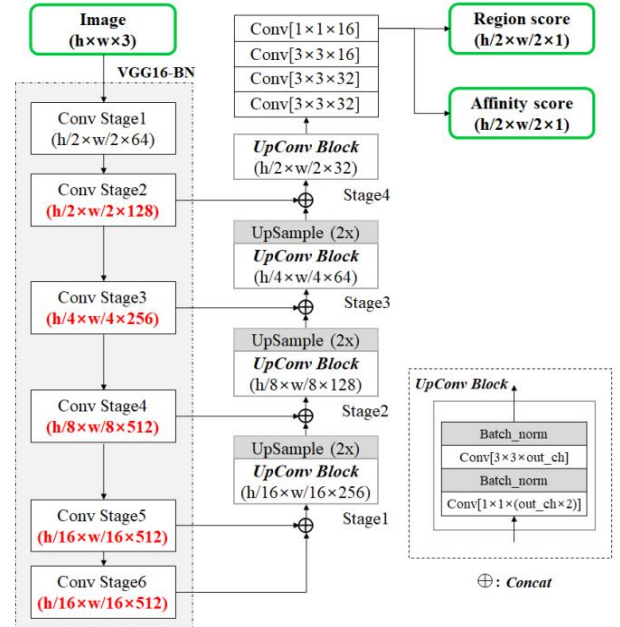 Image
(h×w×3)
VGG16-BN
Conv Stage1
(h/2×w/2×64)
Conv Stage2
(h/2×w/2×128)
Conv Stage3
(h/4×w/4×256)
Conv Stage4
(h/8×w/8×512)
Conv Stage5
(h/16×w/16×512)
Conv Stage6
(h/16×w/16×512)
Conv[1×1×16]
Conv[3×3×16]
Conv[3×3×32]
Conv[3×3×32]
UpConv Block
(h/2×w/2×32)
Stage4
UpSample (2x)
UpConv Block
(h/4×w/4×64)
Stage3
UpSample (2x)
UpConv Block
(h/8×w/8×128)
Stage2
UpSample (2x)
UpConv Block
(h/16×w/16×256)
Stage1
Region score
(h/2×w/2×1)
Affinity score
(h/2×w/2×1)
UpConv Block
Batch_norm
Conv[3×3×out_ch]
Batch_norm
Conv[1×1×(out_ch×2)]
⊕: Concat